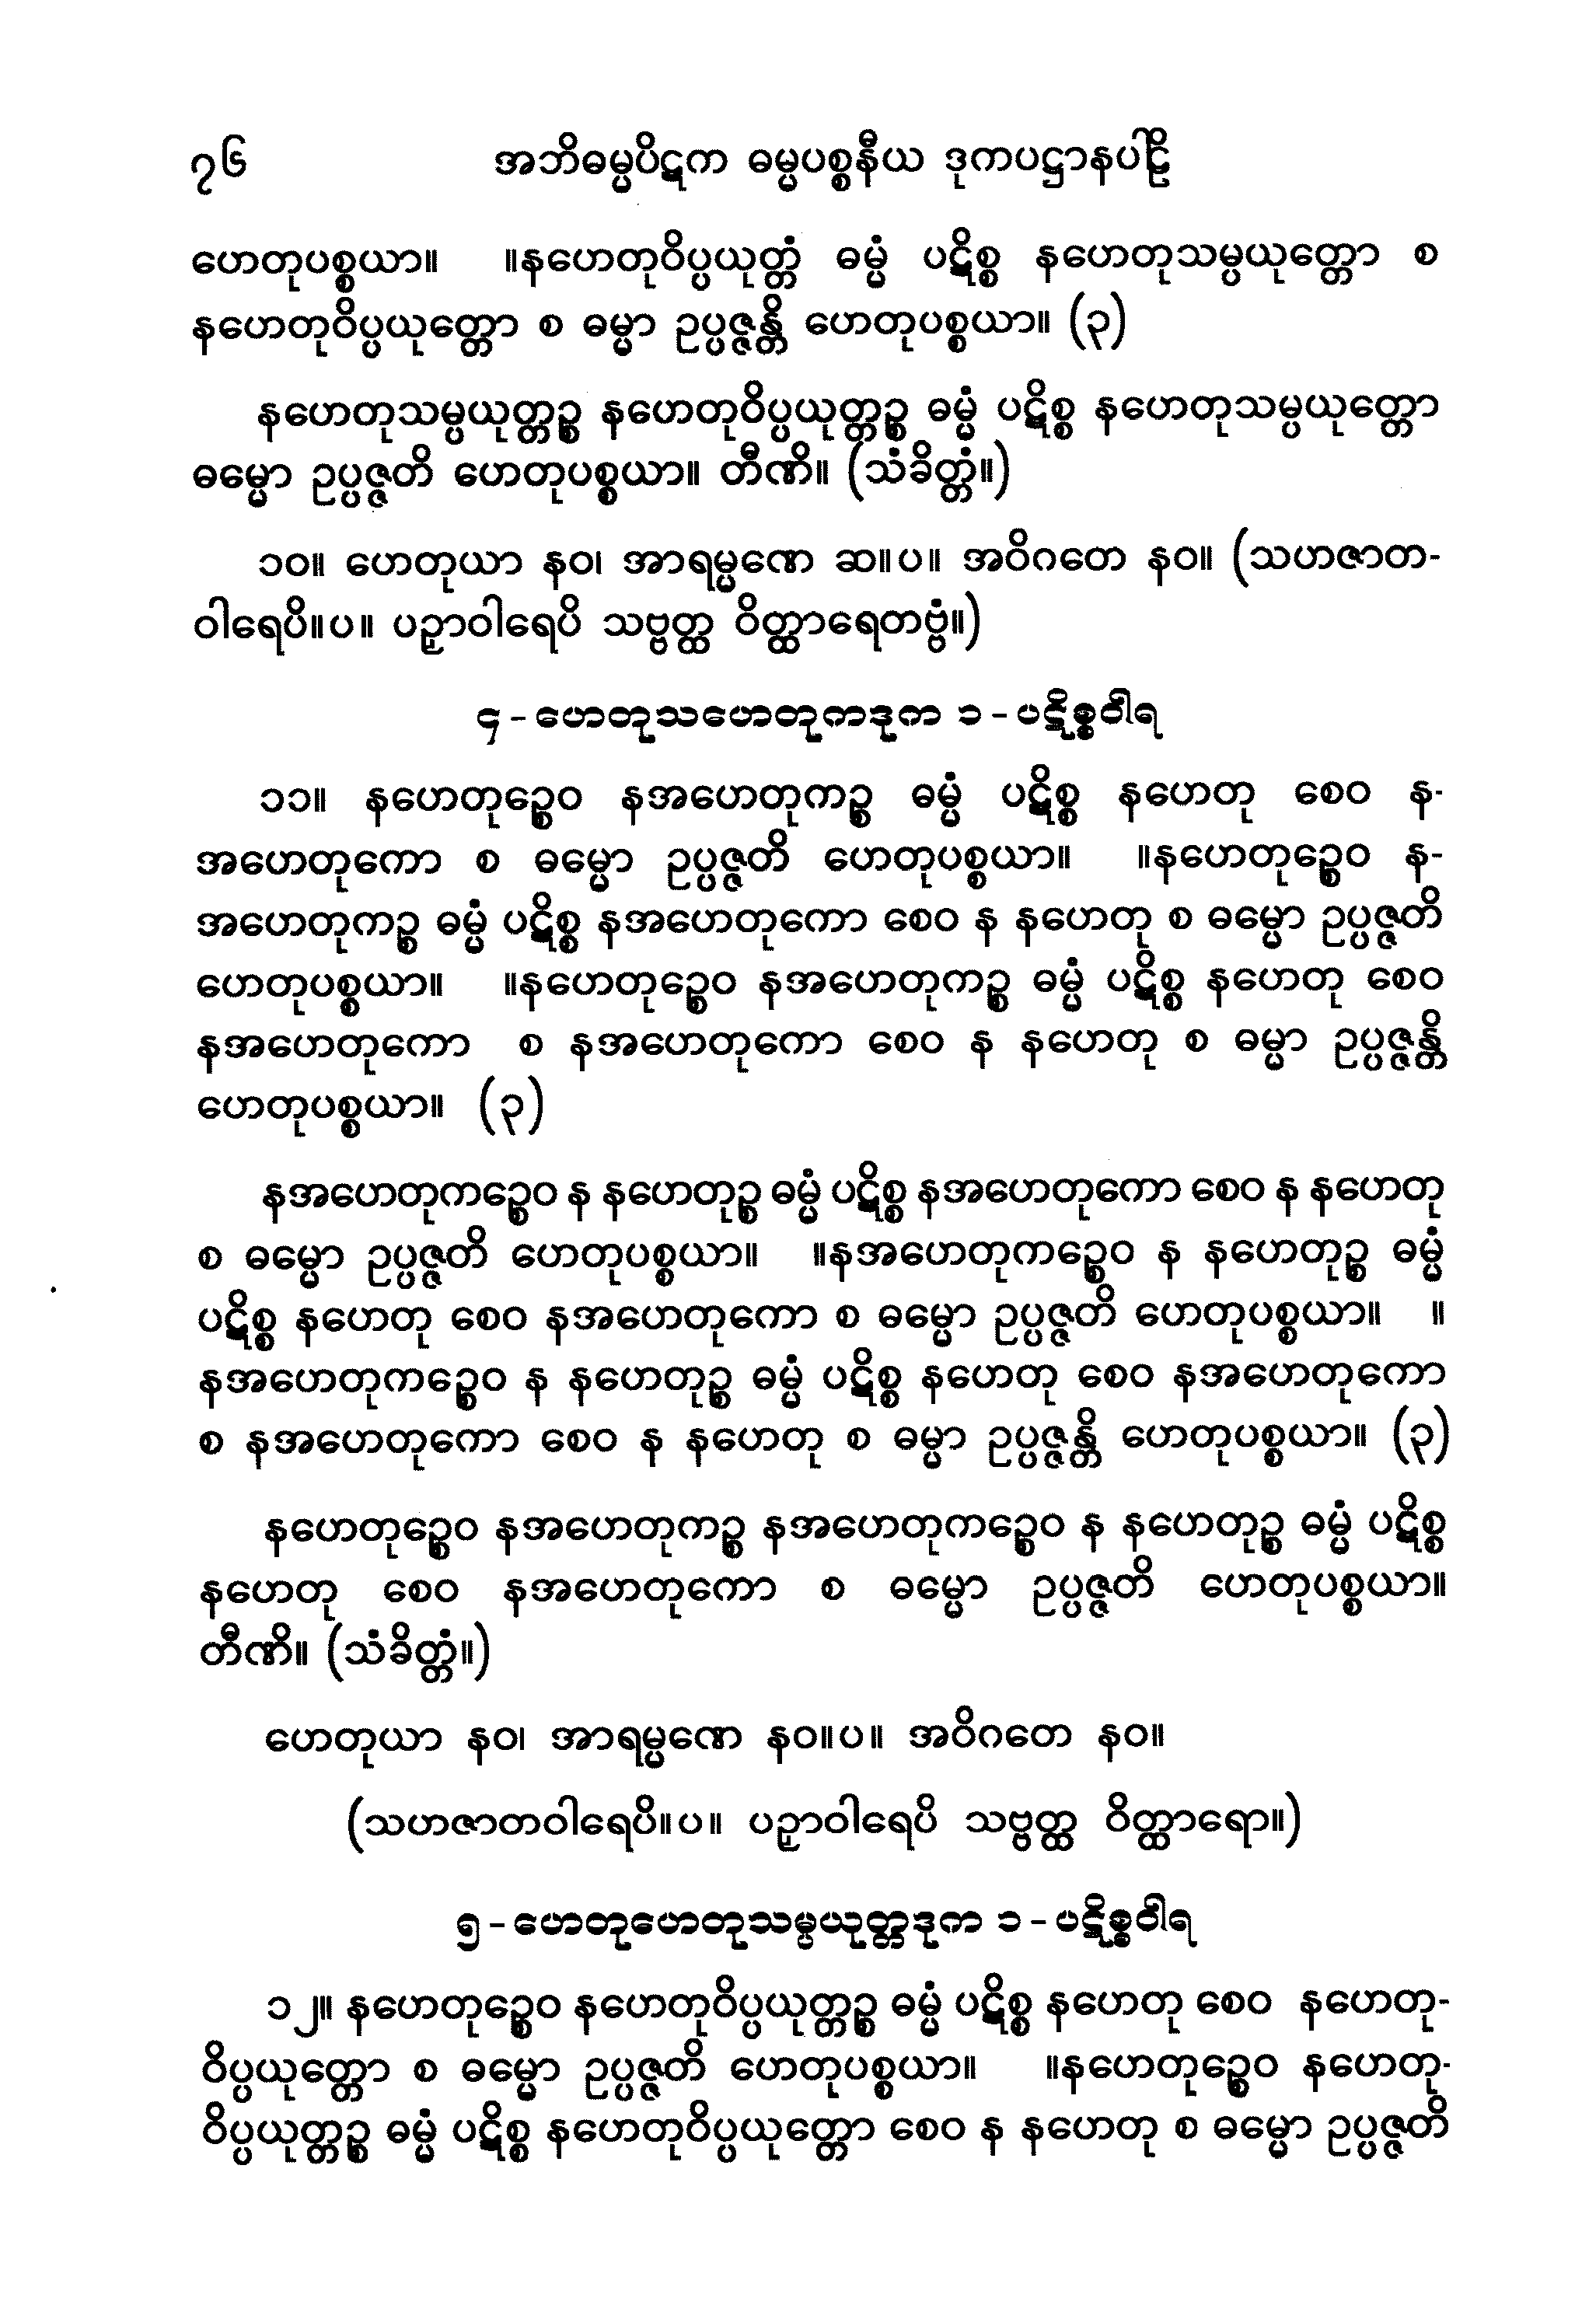 ၇၆ အဘိဓမ္မပိဋက ဓမ္မပစ္စနီယ ဒုကပဋ္ဌာနပါဠိ
ဟေတုပစ္စယာ။ ။နဟေတုဝိပ္ပယုတ္တံ ဓမ္မံ ပဋိစ္စ နဟေတုသမ္ပယုတ္တော စ
နဟေတုဝိပ္ပယုတ္တော စ ဓမ္မာ ဥပ္ပဇ္ဇန္တိ ဟေတုပစ္စယာ။ (၃)
နဟေတုသမ္ပယုတ္တဉ္စ နဟေတုဝိပ္ပယုတ္တဉ္စ ဓမ္မံ ပဋိစ္စ နဟေတုသမ္ပယုတ္တော
ဓမ္မော ဥပ္ပဇ္ဇတိ ဟေတုပစ္စယာ။ တီဏိ။ (သံခိတ္တံ။)
၁၀။ ဟေတုယာ နဝ၊ အာရမ္မဏေ ဆ။ပ။ အဝိဂတေ နဝ။ (သဟဇာတ-
ဝါရေပိ။ပ။ ပဉှာဝါရေပိ သဗ္ဗတ္ထ ဝိတ္ထာရေတဗ္ဗံ။)
၄-ဟေတုသဟေတုကဒုက ၁-ပဋိစ္စဝါရ
၁၁။ နဟေတုဉ္စေဝ နအဟေတုကဉ္စ ဓမ္မံ ပဋိစ္စ နဟေတု စေဝ န-
အဟေတုကော စ ဓမ္မော ဥပ္ပဇ္ဇတိ ဟေတုပစ္စယာ။ ။နဟေတုဉ္စေဝ န-
အဟေတုကဉ္စ ဓမ္မံ ပဋိစ္စ နအဟေတုကော စေဝ န နဟေတု စ ဓမ္မော ဥပ္ပဇ္ဇတိ
ဟေတုပစ္စယာ။ ။နဟေတုဉ္စေဝ နအဟေတုကဉ္စ ဓမ္မံ ပဋိစ္စ နဟေတု စေဝ
နအဟေတုကော စ နအဟေတုကော စေဝ န နဟေတု စ ဓမ္မာ ဥပ္ပဇ္ဇန္တိ
ဟေတုပစ္စယာ။ (၃)
နအဟေတုကဉ္စေဝ န နဟေတုဉ္စ ဓမ္မံ ပဋိစ္စ နအဟေတုကော စေဝ န နဟေတု
စ ဓမ္မော ဥပ္ပဇ္ဇတိ ဟေတုပစ္စယာ။ ။နအဟေတုကဉ္စေဝ န နဟေတုဉ္စ ဓမ္မံ
ပဋိစ္စ နဟေတု စေဝ နအဟေတုကော စ ဓမ္မော ဥပ္ပဇ္ဇတိ ဟေတုပစ္စယာ။ ။
နအဟေတုကဉ္စေဝ န နဟေတုဉ္စ ဓမ္မံ ပဋိစ္စ နဟေတု စေဝ နအဟေတုကော
စ နအဟေတုကော စေဝ န နဟေတု စ ဓမ္မာ ဥပ္ပဇ္ဇန္တိ ဟေတုပစ္စယာ။ (၃)
နဟေတုဉ္စေဝ နအဟေတုကဉ္စ နအဟေတုကဉ္စေဝ န နဟေတုဉ္စ ဓမ္မံ ပဋိစ္စ
နဟေတု စေဝ နအဟေတုကော စ ဓမ္မော ဥပ္ပဇ္ဇတိ ဟေတုပစ္စယာ။
တီဏိ။ (သံခိတ္တံ။)
ဟေတုယာ နဝ၊ အာရမ္မဏေ နဝ။ပ။ အဝိဂတေ နဝ။
(သဟဇာတဝါရေပိ။ပ။ ပဉှာဝါရေပိ သဗ္ဗတ္ထ ဝိတ္ထာရော။)
၅-ဟေတုဟေတုသမ္ပယုတ္တဒုက ၁-ပဋိစ္စဝါရ
၁၂။ နဟေတုဉ္စေဝ နဟေတုဝိပ္ပယုတ္တဉ္စ ဓမ္မံ ပဋိစ္စ နဟေတု စေဝ နဟေတု-
ဝိပ္ပယုတ္တော စ ဓမ္မော ဥပ္ပဇ္ဇတိ ဟေတုပစ္စယာ။ ။နဟေတုဉ္စေဝ နဟေတု-
ဝိပ္ပယုတ္တဉ္စ ဓမ္မံ ပဋိစ္စ နဟေတုဝိပ္ပယုတ္တော စေဝ န နဟေတု စ ဓမ္မော ဥပ္ပဇ္ဇတိ